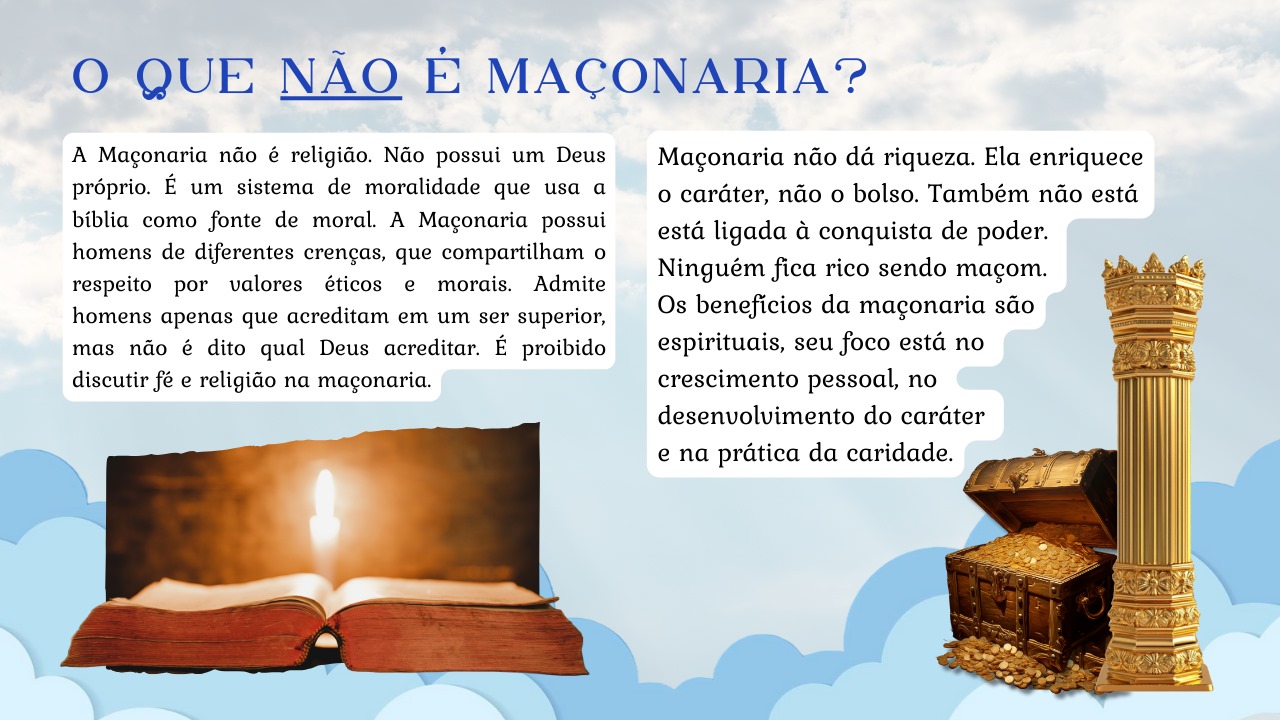 O QUE NÃO É MAÇONARIA?
A Maçonaria não é religião. Não possui um Deus
próprio. É um sistema de moralidade que usa a
bíblia como fonte de moral. A Maçonaria possui
homens de diferentes crenças, que compartilham o
respeito por valores éticos e morais. Admite
homens apenas que acreditam em um ser superior,
mas não é dito qual Deus acreditar. É proibido
discutir fé e religião na maçonaria.
Maçonaria não dá riqueza. Ela enriquece
o caráter, não o bolso. Também não está
está ligada à conquista de poder.
Ninguém fica rico sendo maçom.
Os benefícios da maçonaria são
espirituais, seu foco está no
crescimento pessoal, no
desenvolvimento do caráter
e na prática da caridade.